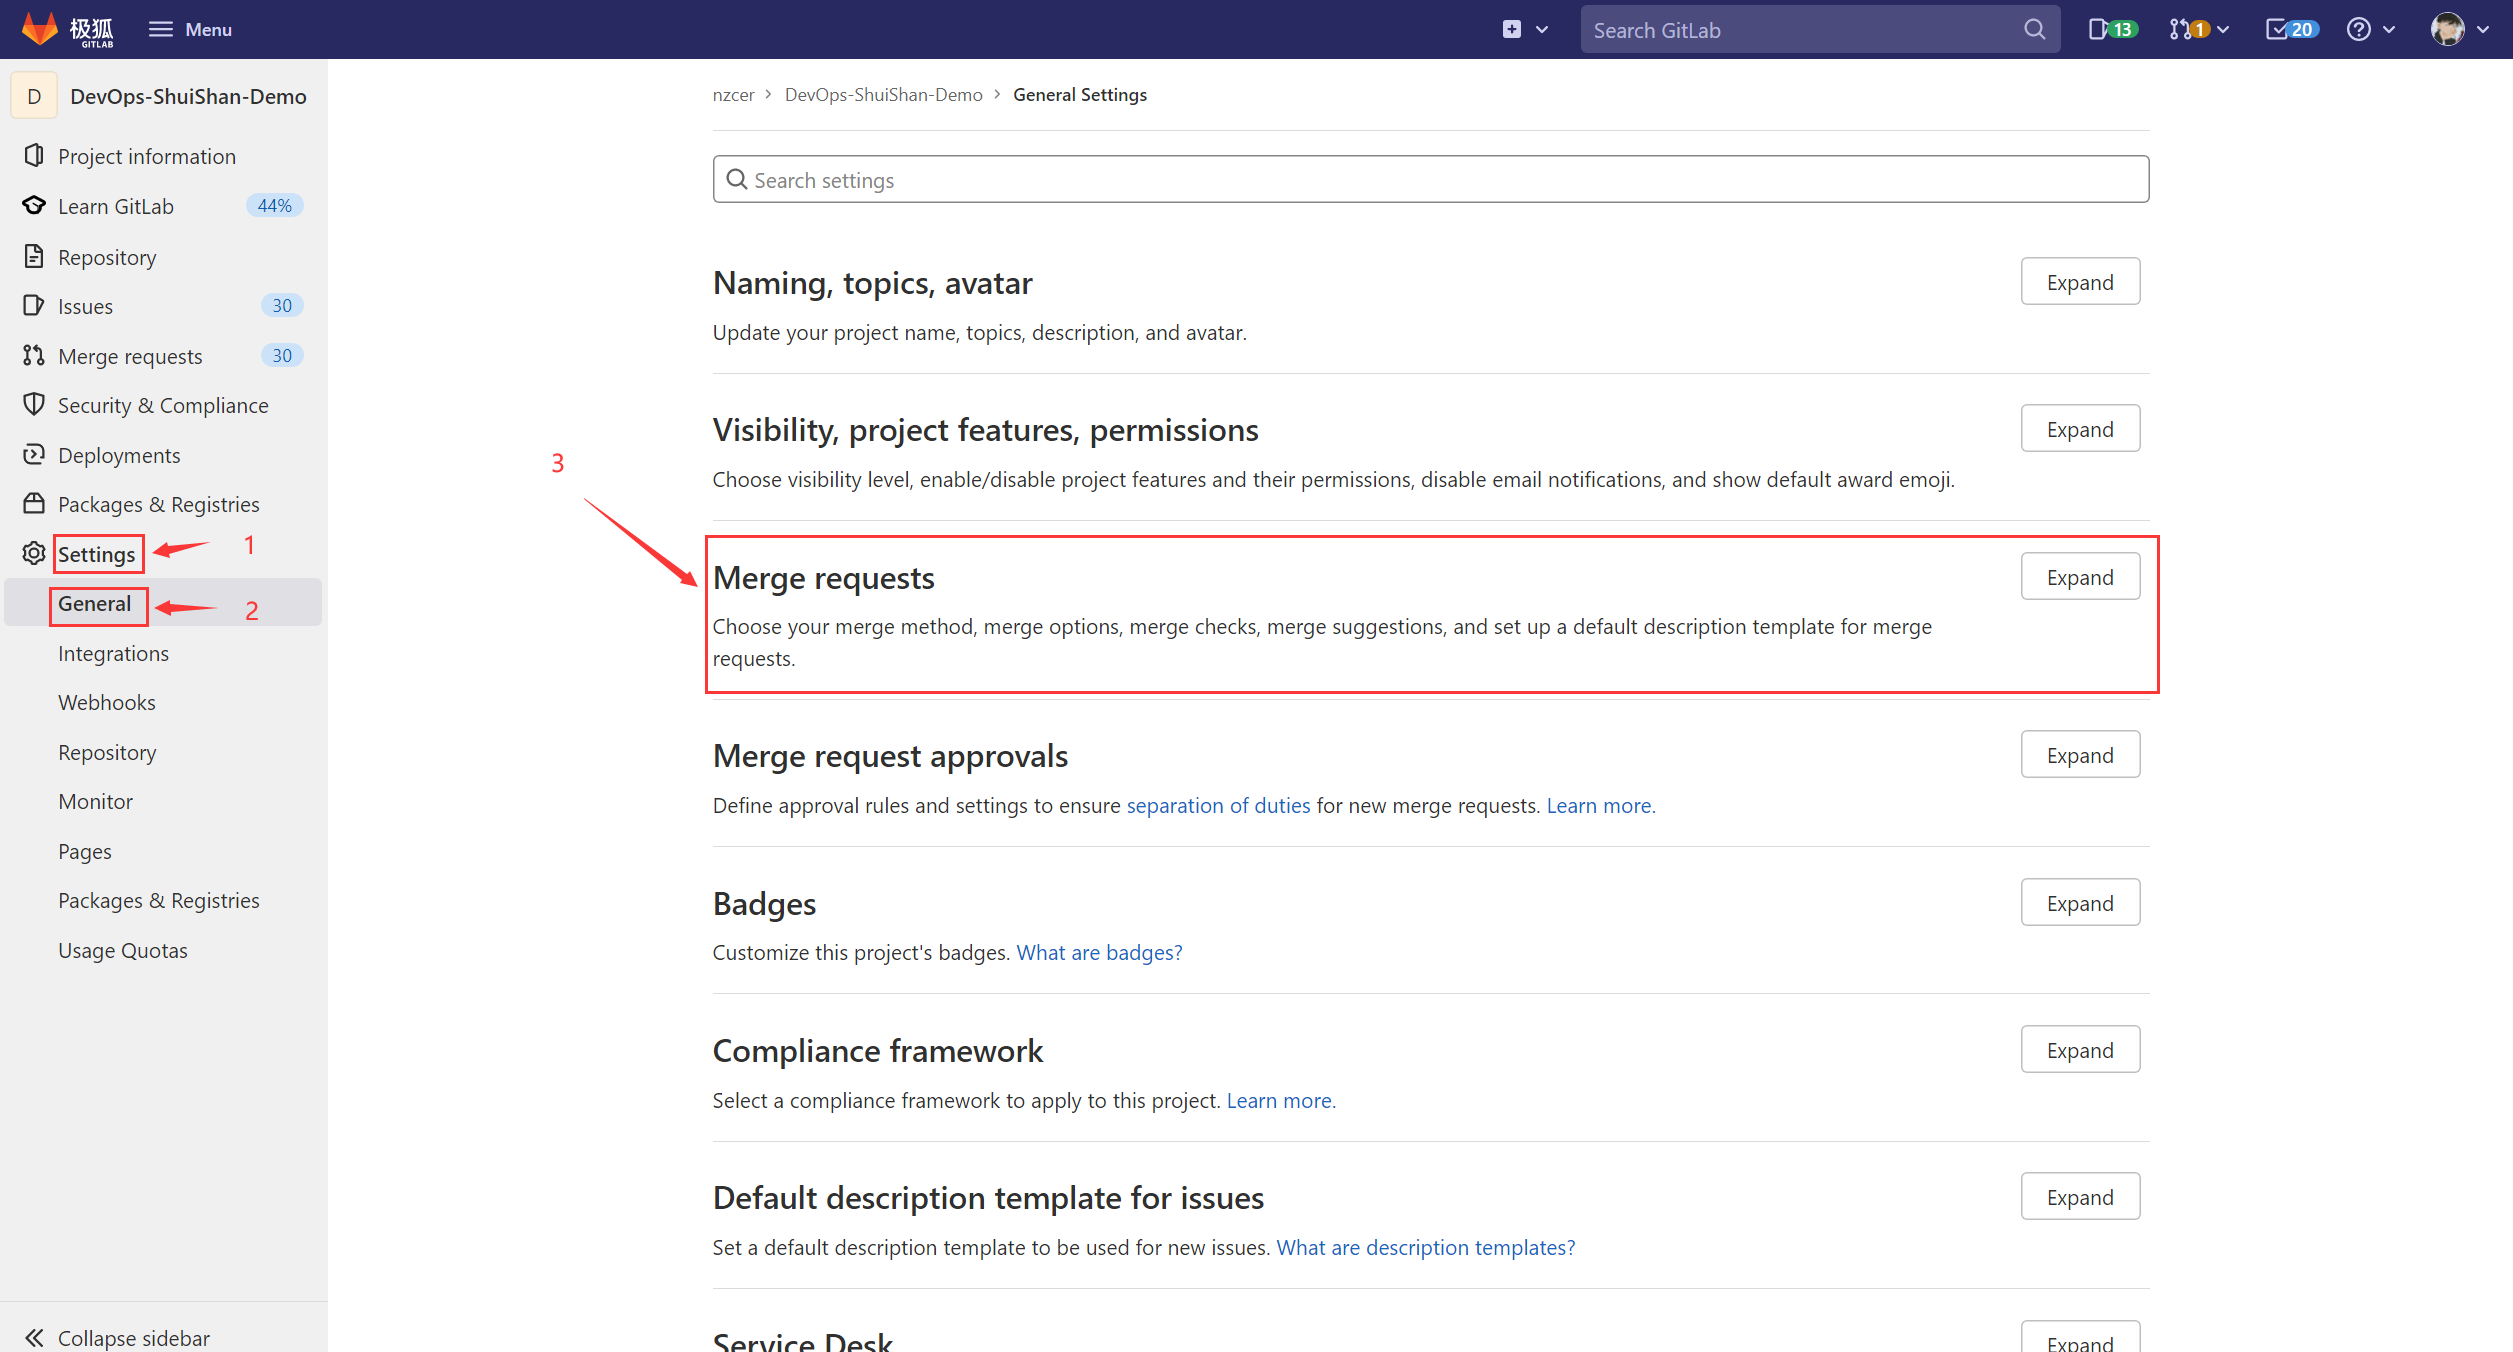 极狐
GITLAB
Menu
Search GitLab
13
1
20
D
DevOps-ShuiShan-Demo
Project information
Learn GitLab
44%
Repository
Issues
30
Merge requests
30
Security & Compliance
Deployments
Packages & Registries
Settings
1
General
2
Integrations
Webhooks
Repository
Monitor
Pages
Packages & Registries
Usage Quotas
Collapse sidebar
nzcer > DevOps-ShuiShan-Demo > General Settings
Search settings
Naming, topics, avatar
Expand
Update your project name, topics, description, and avatar.
Visibility, project features, permissions
Expand
Choose visibility level, enable/disable project features and their permissions, disable email notifications, and show default award emoji.
3
Merge requests
Expand
Choose your merge method, merge options, merge checks, merge suggestions, and set up a default description template for merge
requests.
Merge request approvals
Expand
Define approval rules and settings to ensure separation of duties for new merge requests. Learn more.
Badges
Expand
Customize this project's badges. What are badges?
Compliance framework
Expand
Select a compliance framework to apply to this project. Learn more.
Default description template for issues
Expand
Set a default description template to be used for new issues. What are description templates?
Service Desk
Expand